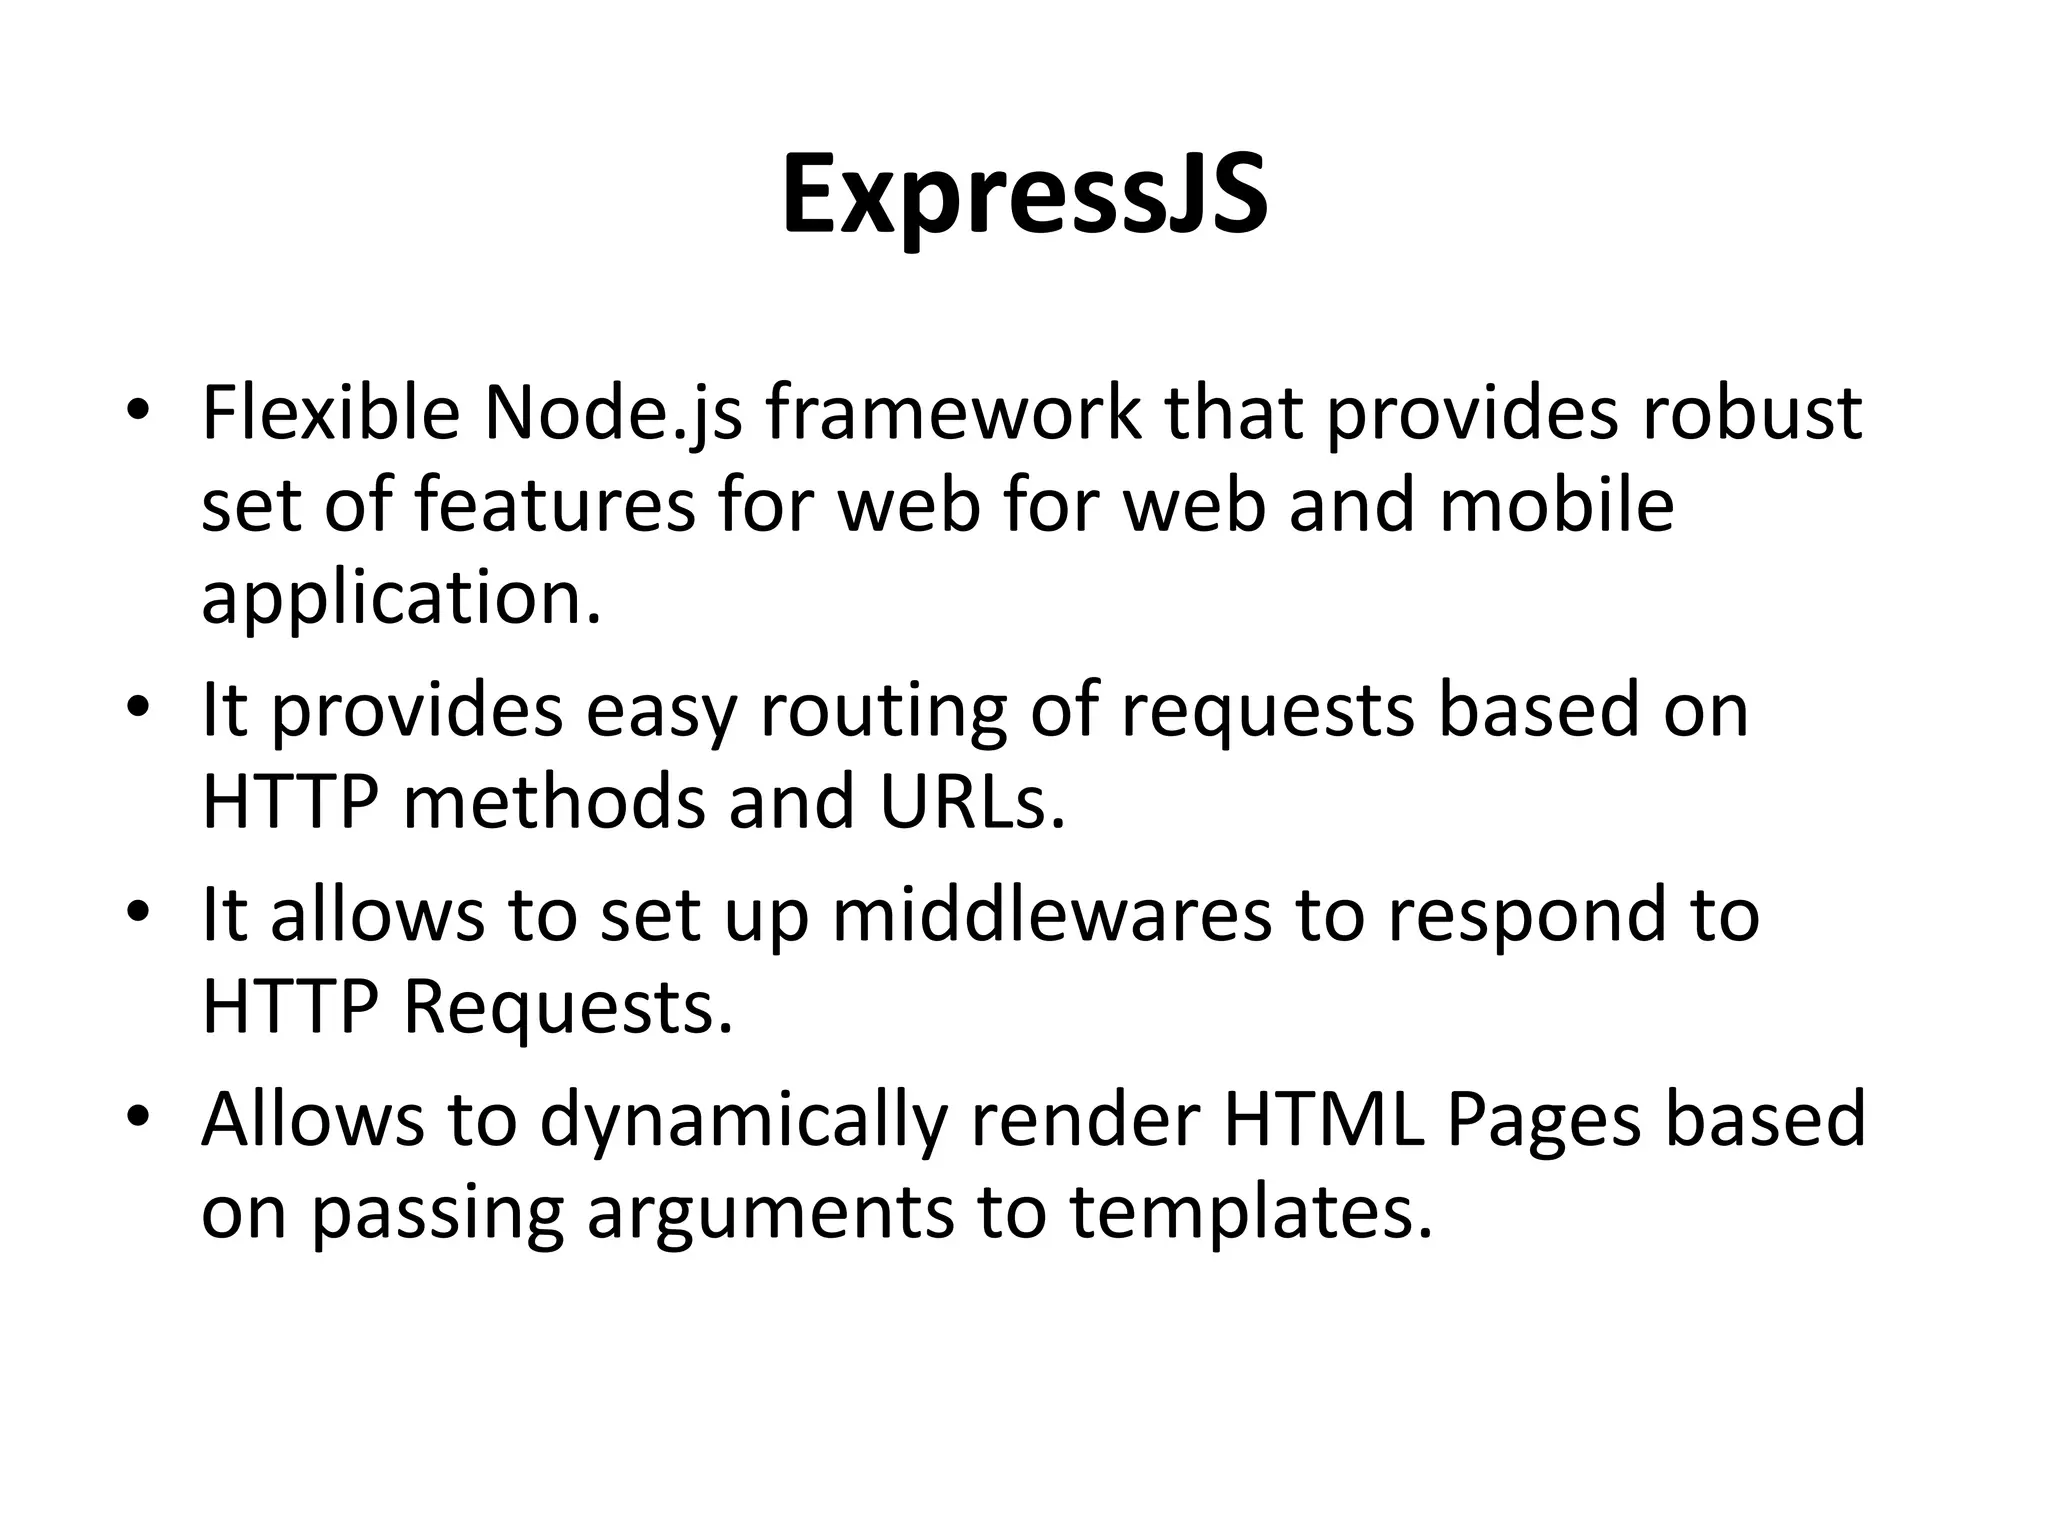 ExpressJS
• Flexible Node.js framework that provides robust
set of features for web for web and mobile
application.
• It provides easy routing of requests based on
HTTP methods and URLs.
• It allows to set up middlewares to respond to
HTTP Requests.
• Allows to dynamically render HTML Pages based
on passing arguments to templates.